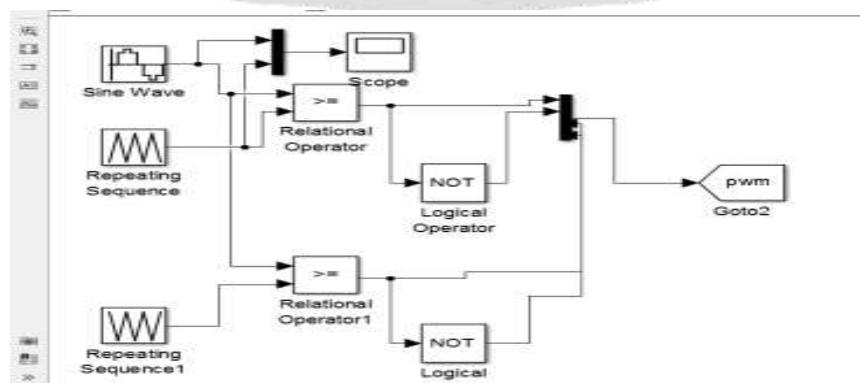 Sine Wave
Scope
>=
Relational
Operator
Repeating
Sequence
NOT
Logical
Operator
pwm
Goto2
>=
Relational
Operator1
Repeating
Sequence1
NOT
Logical